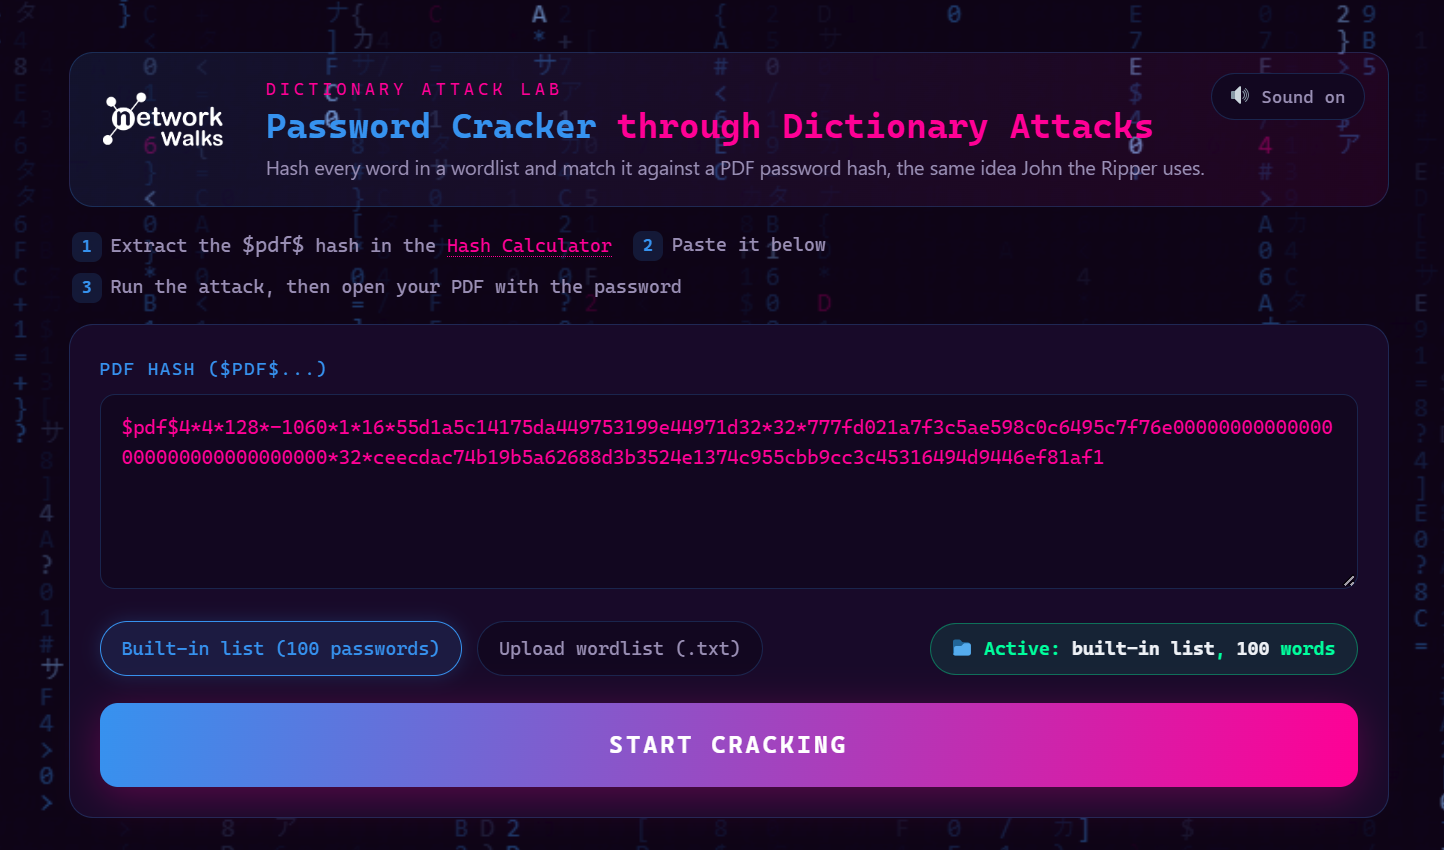 network
Walks
DICTIONARY ATTACK LAB
Password Cracker through Dictionary Attacks
Hash every word in a wordlist and match it against a PDF password hash, the same idea John the Ripper uses.
Sound on
1 Extract the $pdf$ hash in the Hash Calculator 2 Paste it below
3 Run the attack, then open your PDF with the password
PDF HASH ($PDF$...)
$pdf$4*4*128*-1060*1*16*55d1a5c14175da449753199e44971d32*32*777fd021a7f3c5ae598c0c6495c7f76e00000000000000
000000000000000000*32*ceecdac74b19b5a62688d3b3524e1374c955cbb9cc3c45316494d9446ef81af1
Built-in list (100 passwords)
Upload wordlist (.txt)
Active: built-in list, 100 words
START CRACKING